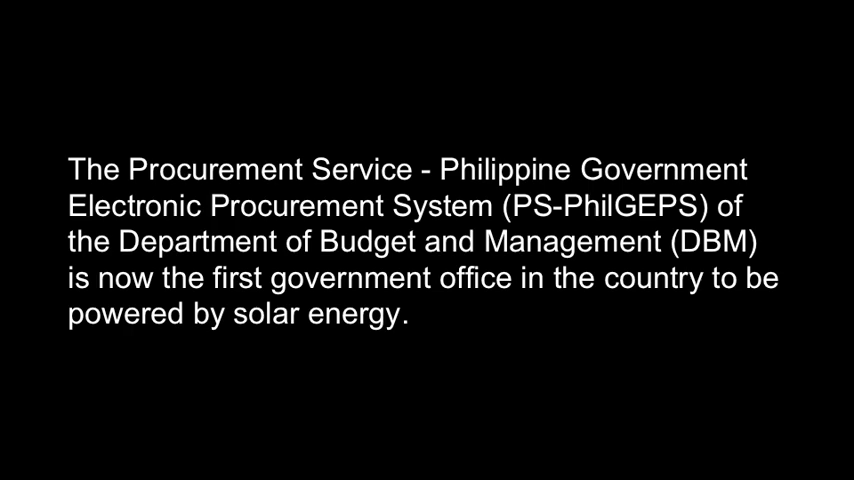 The Procurement Service - Philippine Government
Electronic Procurement System (PS-PhilGEPS) of
the Department of Budget and Management (DBM)
is now the first government office in the country to be
powered by solar energy.